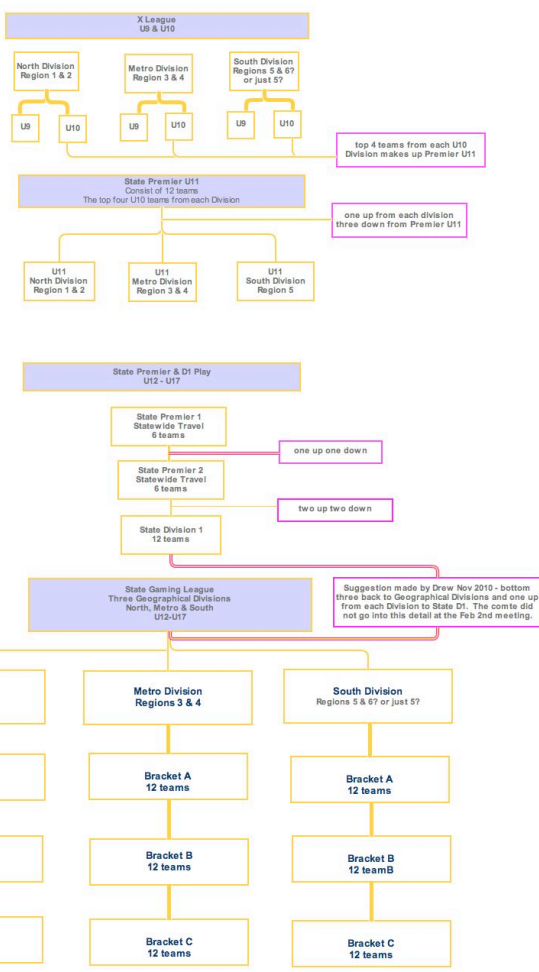 X League
U9 & U10
North Division
Region 1 & 2
Metro Division
Region 3 & 4
South Division
Regions 5 & 6?
or just 5?
U9
U10
U9
U10
U9
U10
top 4 teams from each U10
Division makes up Premier U11
State Premier U11
Consist of 12 teams
The top four U10 teams from each Division
one up from each division
three down from Premier U11
U11
North Division
Region 1 & 2
U11
Metro Division
Region 3 & 4
U11
South Division
Region 5
State Premier & D1 Play
U12 - U17
State Premier 1
Statewide Travel
6 teams
one up one down
State Premier 2
Statewide Travel
6 teams
two up two down
State Division 1
12 teams
State Gaming League
Three Geographical Divisions
North, Metro & South
U12-U17
Suggestion made by Drew Nov 2010 - bottom
three back to Geographical Divisions and one up
from each Division to State D1. The comte did
not go into this detail at the Feb 2nd meeting.
Metro Division
Regions 3 & 4
South Division
Regions 5 & 6? or just 5?
Bracket A
12 teams
Bracket A
12 teams
Bracket B
12 teams
Bracket B
12 teamB
Bracket C
12 teams
Bracket C
12 teams